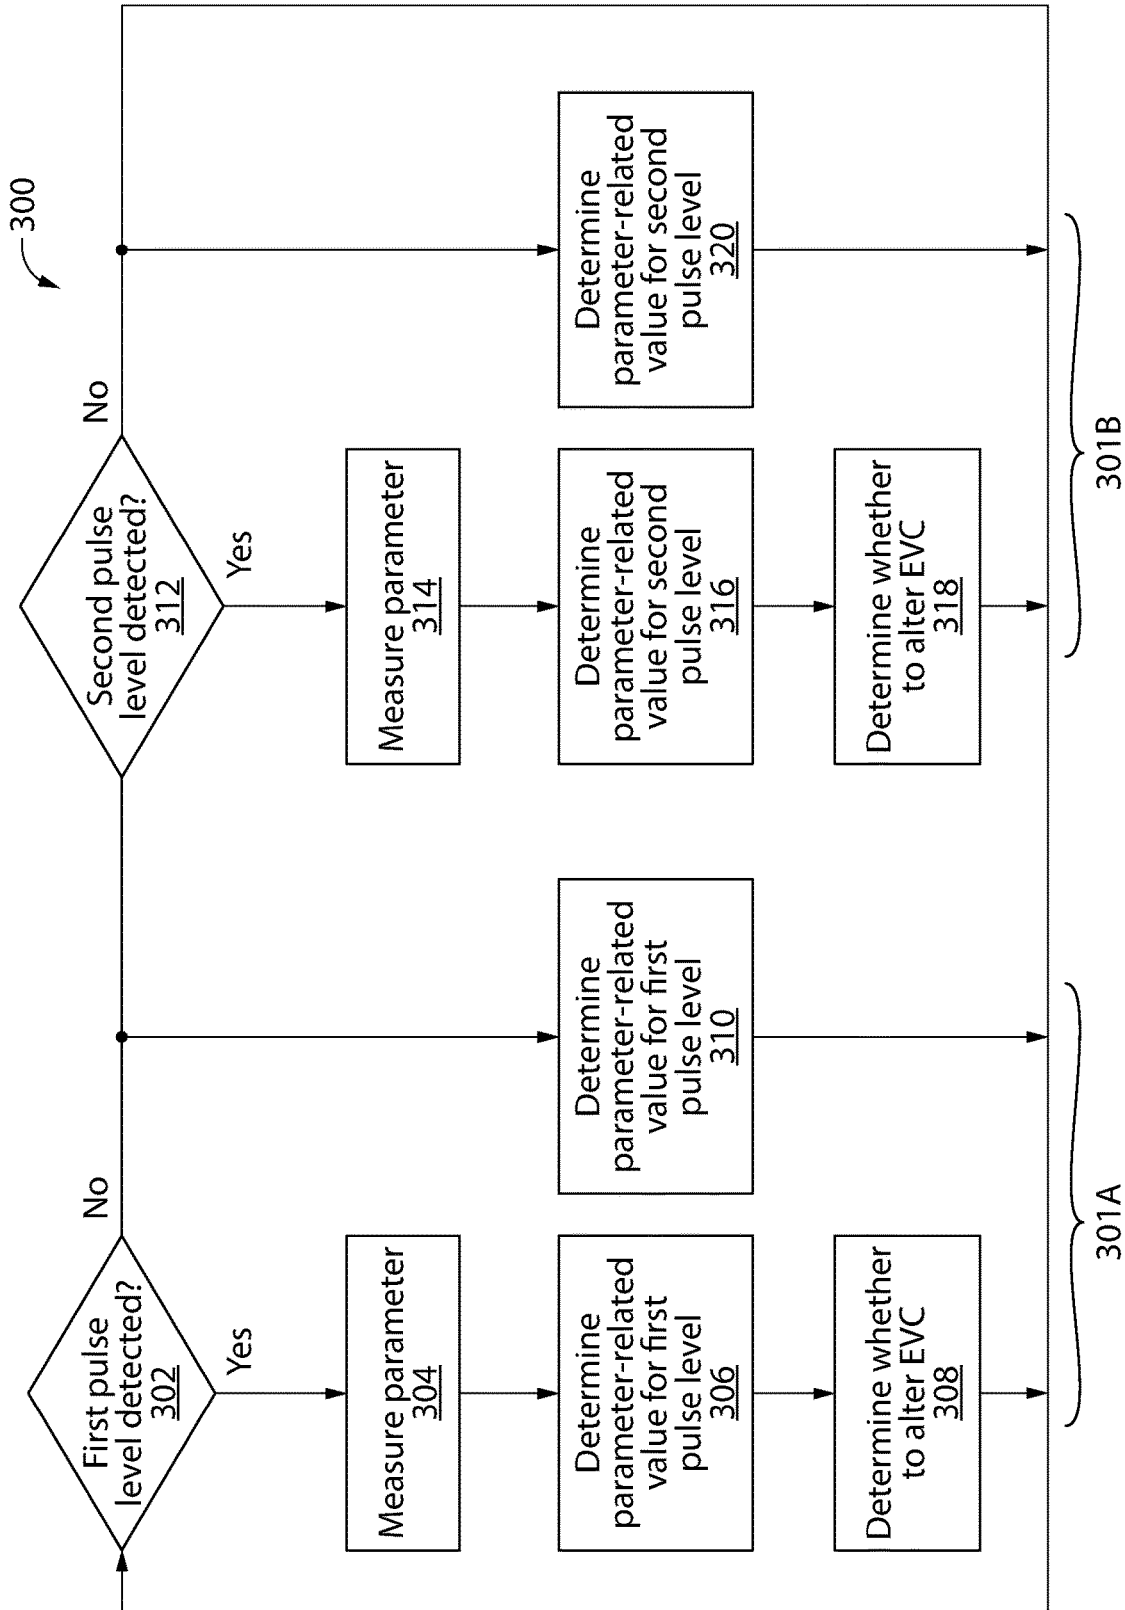 300
First pulse
level detected?
302
No
Yes
Measure parameter
304
Determine
parameter-related
value for first
pulse level
306
Determine whether
to alter EVC
308
Determine
parameter-related
value for first
pulse level
310
301A
Second pulse
level detected?
312
No
Yes
Measure parameter
314
Determine
parameter-related
value for second
pulse level
316
Determine whether
to alter EVC
318
Determine
parameter-related
value for second
pulse level
320
301B